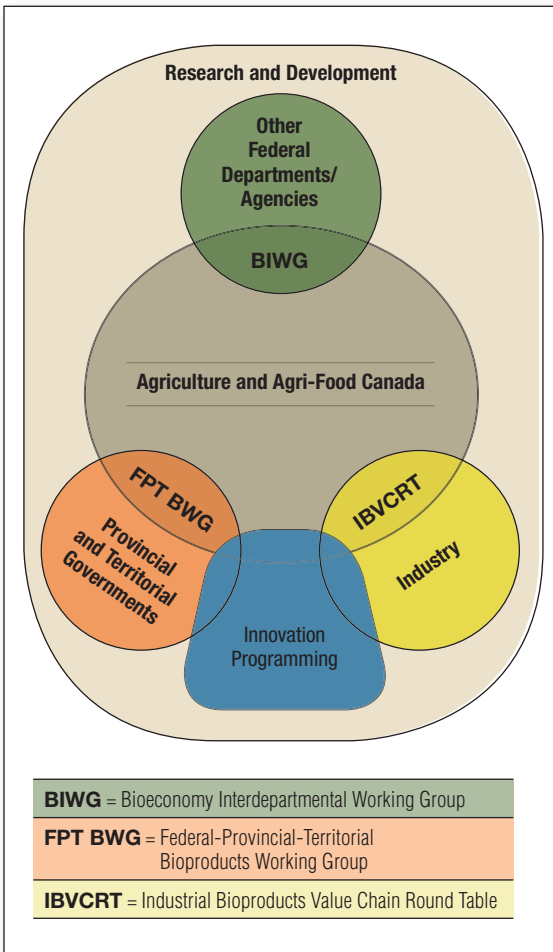 Research and Development
Other
Federal
Departments/
Agencies
BIWG
Agriculture and Agri-Food Canada
FPT BWG
Provincial
and Territorial
Governments
IBVCRT
Industry
Innovation
Programming
BIWG = Bioeconomy Interdepartmental Working Group
FPT BWG = Federal-Provincial-Territorial
Bioproducts Working Group
IBVCRT = Industrial Bioproducts Value Chain Round Table